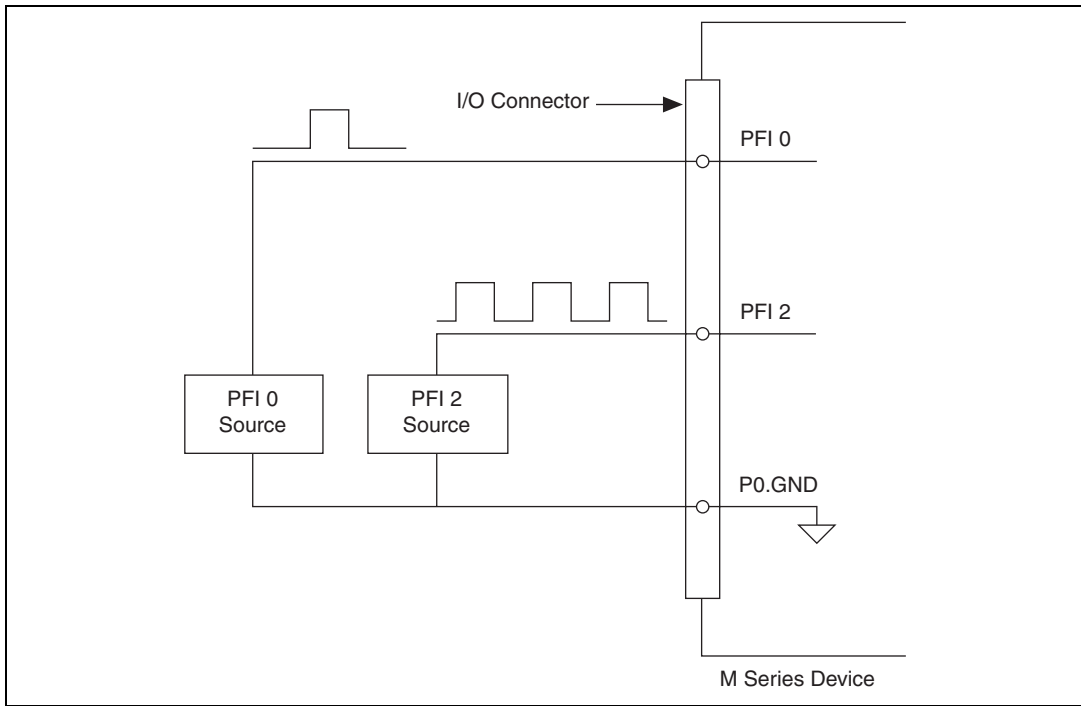 I/O Connector
PFI 0
PFI 2
PFI 0
Source
PFI 2
Source
P0.GND
M Series Device